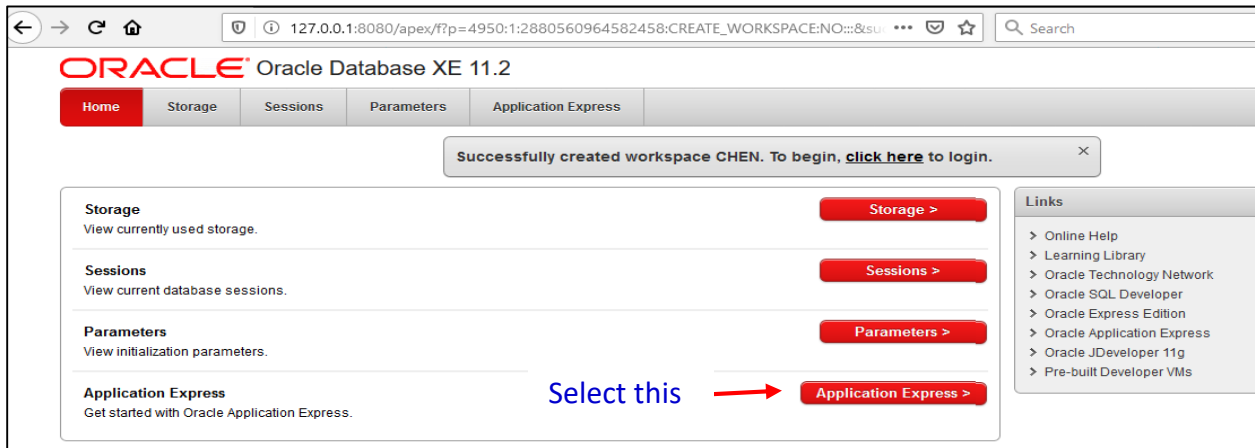 127.0.0.1:8080/apex/f?p=4950:1:2880560964582458:CREATE_WORKSPACE:NO:::&su
Search
ORACLE Oracle Database XE 11.2
Home Storage Sessions Parameters Application Express
Successfully created workspace CHEN. To begin, click here to login.
Storage
View currently used storage.
Storage >
Sessions
View current database sessions.
Sessions >
Parameters
View initialization parameters.
Parameters >
Application Express
Get started with Oracle Application Express.
Select this
Application Express >
Links
> Online Help
> Learning Library
> Oracle Technology Network
> Oracle SQL Developer
> Oracle Express Edition
> Oracle Application Express
> Oracle JDeveloper 11g
> Pre-built Developer VMs